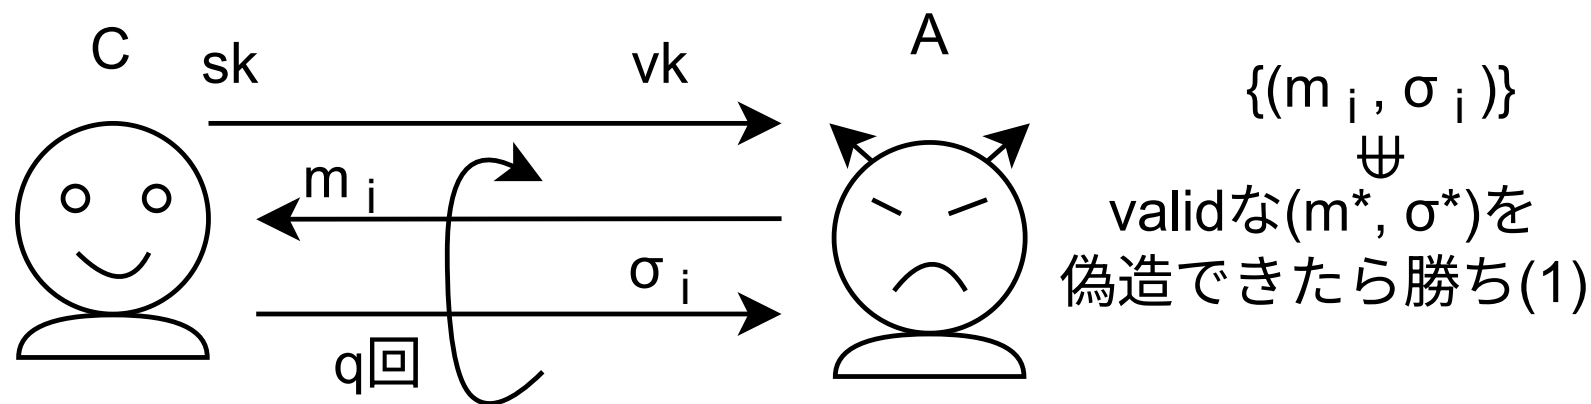 C
A
sk
vk
{(m i , σ i )}
m i
∌
validな(m*, σ*)を
σ i
偽造できたら勝ち(1)
q回